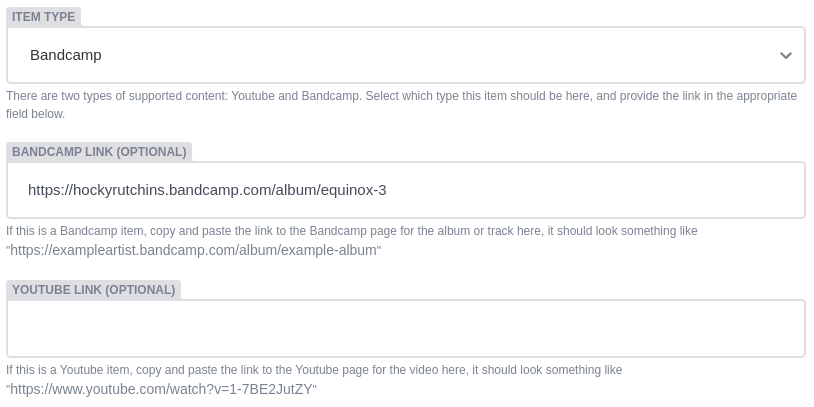 ITEM TYPE
Bandcamp
There are two types of supported content: Youtube and Bandcamp. Select which type this item should be here, and provide the link in the appropriate
field below.
BANDCAMP LINK (OPTIONAL)
https://hockyrutchins.bandcamp.com/album/equinox-3
If this is a Bandcamp item, copy and paste the link to the Bandcamp page for the album or track here, it should look something like
"https://exampleartist.bandcamp.com/album/example-album"
YOUTUBE LINK (OPTIONAL)
If this is a Youtube item, copy and paste the link to the Youtube page for the video here, it should look something like
"https://www.youtube.com/watch?v=1-7BE2JutZY"